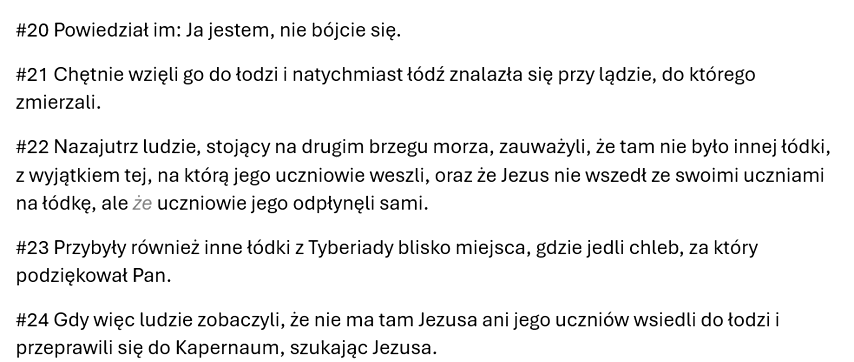 #20 Powiedział im: Ja jestem, nie bójcie się.
#21 Chętnie wzięli go do łodzi i natychmiast łódź znalazła się przy lądzie, do którego
zmierzali.
#22 Nazajutrz ludzie, stojący na drugim brzegu morza, zauważyli, że tam nie było innej łódki,
z wyjątkiem tej, na którą jego uczniowie weszli, oraz że Jezus nie wszedł ze swoimi uczniami
na łódkę, ale że uczniowie jego odpłynęli sami.
#23 Przybyły również inne łódki z Tyberiady blisko miejsca, gdzie jedli chleb, za który
podziękował Pan.
#24 Gdy więc ludzie zobaczyli, że nie ma tam Jezusa ani jego uczniów wsiedli do łodzi i
przeprawili się do Kapernaum, szukając Jezusa.